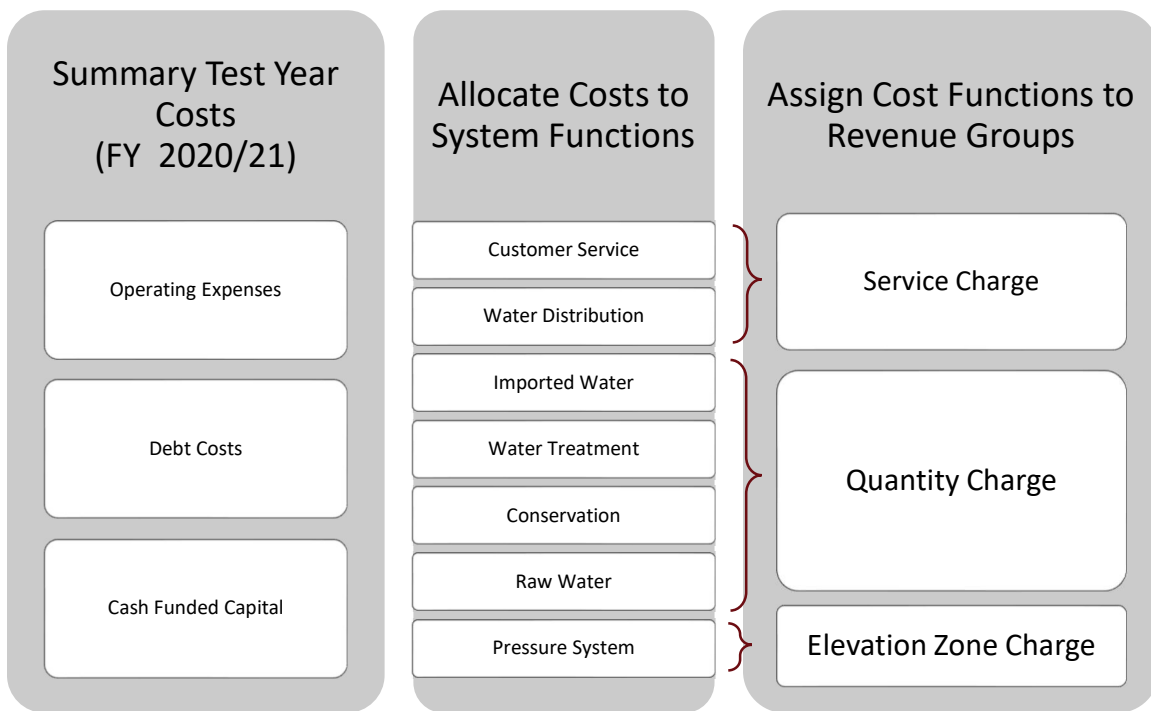 Summary Test Year
Costs
(FY 2020/21)
Operating Expenses
Debt Costs
Cash Funded Capital
Allocate Costs to
System Functions
Customer Service
Water Distribution
Imported Water
Water Treatment
Conservation
Raw Water
Pressure System
Assign Cost Functions to
Revenue Groups
Service Charge
Quantity Charge
Elevation Zone Charge